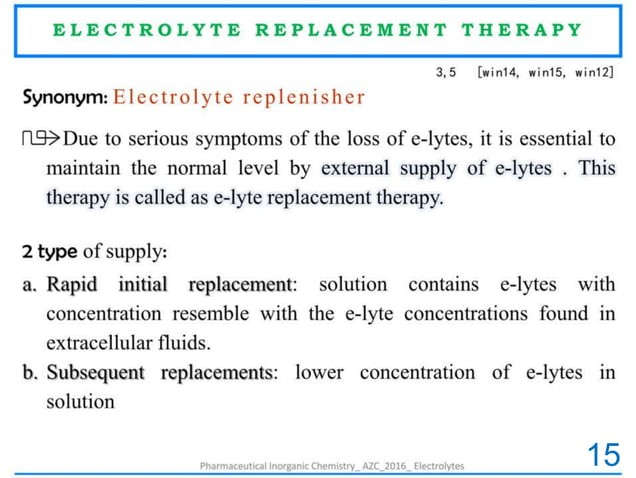 ELECTROLYTE REPLACEMENT THERAPY
3,5 [win14, win15, win12]
Synonym: Electrolyte replenisher
Due to serious symptoms of the loss of e-lytes, it is essential to
maintain the normal level by external supply of e-lytes . This
therapy is called as e-lyte replacement therapy.
2 type of supply:
a. Rapid initial replacement: solution contains e-lytes with
concentration resemble with the e-lyte concentrations found in
extracellular fluids.
b. Subsequent replacements: lower concentration of e-lytes in
solution
Pharmaceutical Inorganic Chemistry_ AZC_2016_ Electrolytes
15